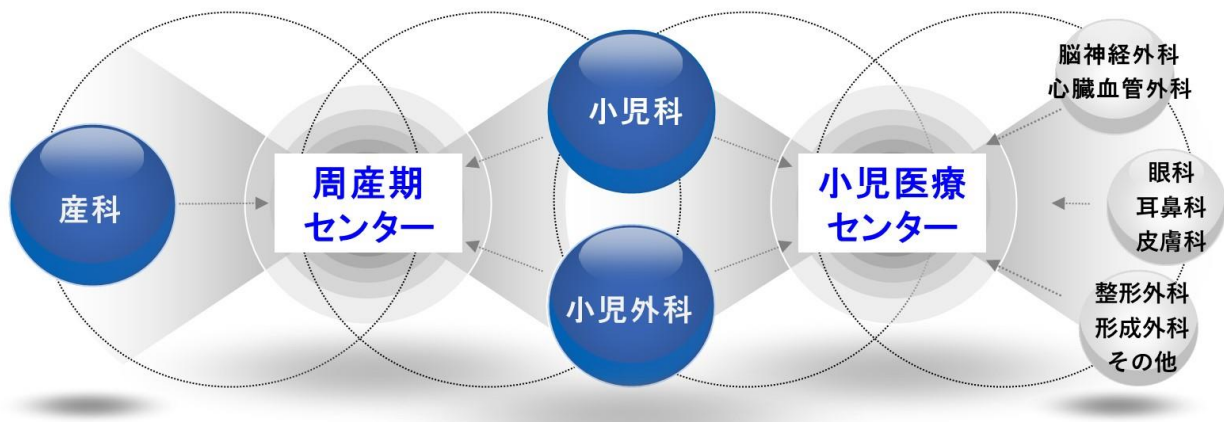 産科
周産期
センター
小児科
小児外科
小児医療
センター
脳神経外科
心臓血管外科
眼科
耳鼻科
皮膚科
整形外科
形成外科
その他